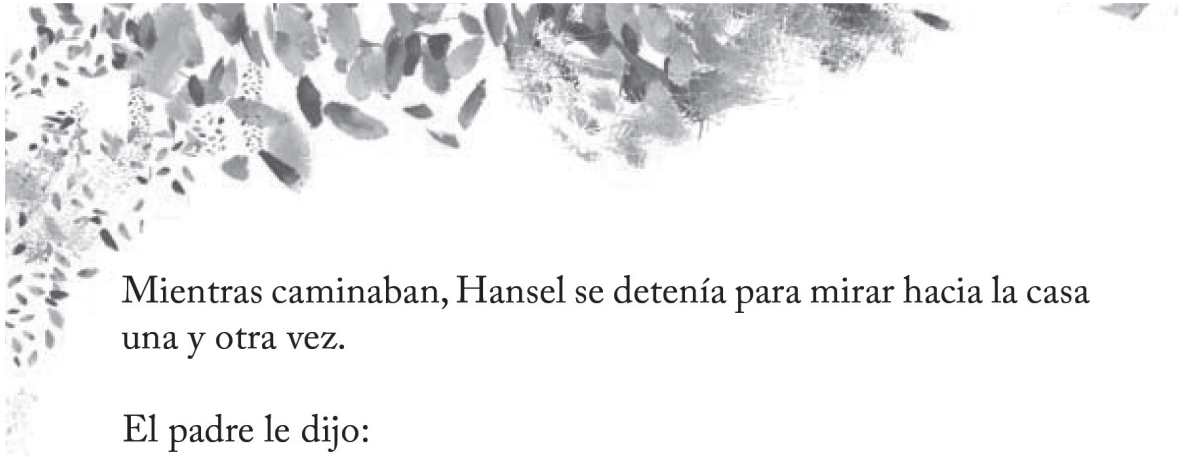 Mientras caminaban, Hansel se detenía para mirar hacia la casa
una y otra vez.
El padre le dijo: